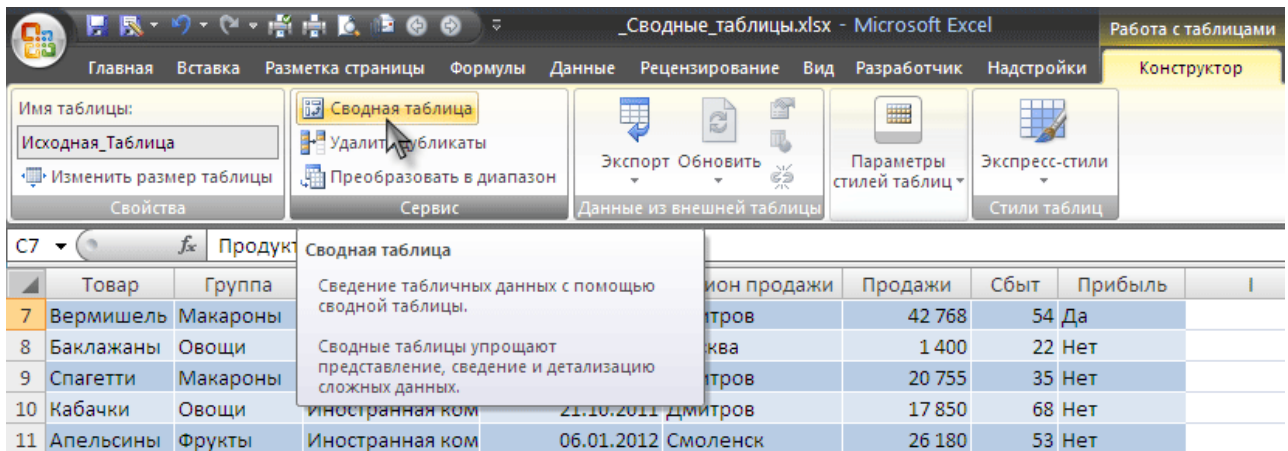 _Сводные_таблицы.xlsx - Microsoft Excel
Работа с таблицами
Главная Вставка Разметка страницы Формулы Данные Рецензирование Вид Разработчик Надстройки Конструктор
Имя таблицы:
Исходная_Таблица
Изменить размер таблицы
Свойства
Сводная таблица
Удалить дубликаты
Преобразовать в диапазон
Сервис
Экспорт Обновить
Данные из внешней таблицы
Параметры
стилей таблиц
Экспресс-стили
Стили таблиц
C7 fx Продукт
Сводная таблица
Сведение табличных данных с помощью
сводной таблицы.
Сводные таблицы упрощают
представление, сведение и детализацию
сложных данных.
Товар Группа ион продажи Продажи Сбыт Прибыль I
7 Вермишель Макароны итров 42 768 54 Да
8 Баклажаны Овощи ква 1 400 22 Нет
9 Спагетти Макароны итров 20 755 35 Нет
10 Кабачки Овощи Иностранная ком 21.10.2011 Дмитров 17 850 68 Нет
11 Апельсины Фрукты Иностранная ком 06.01.2012 Смоленск 26 180 53 Нет